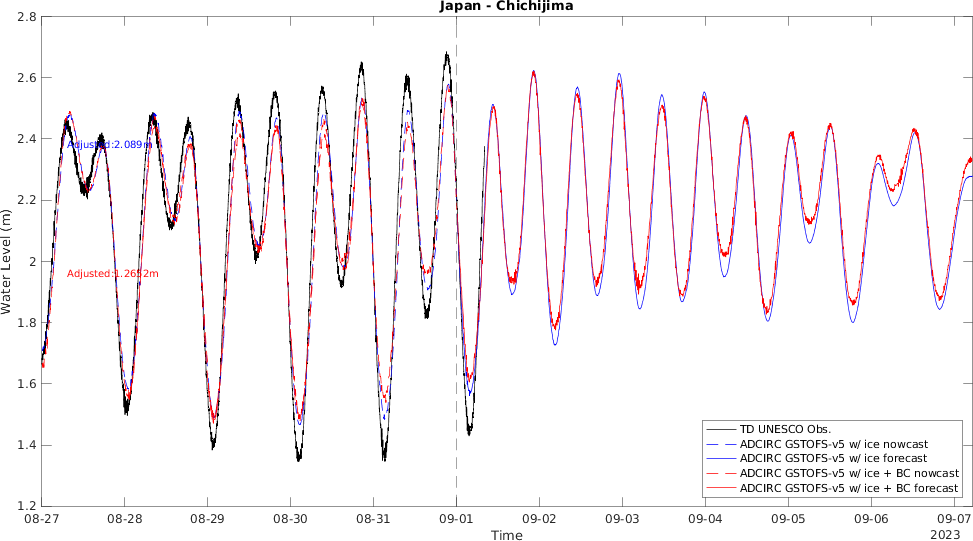 Japan - Chichijima
2.8
2.6
2.4
2.2
2
1.8
1.6
1.4
1.2
Water Level (m)
Adjusted:2.089m
Adjusted:1.2652m
TD UNESCO Obs.
ADCIRC GSTOFS-v5 w/ ice nowcast
ADCIRC GSTOFS-v5 w/ ice forecast
ADCIRC GSTOFS-v5 w/ ice + BC nowcast
ADCIRC GSTOFS-v5 w/ ice + BC forecast
08-27 08-28 08-29 08-30 08-31 09-01 09-02 09-03 09-04 09-05 09-06 09-07
2023
Time